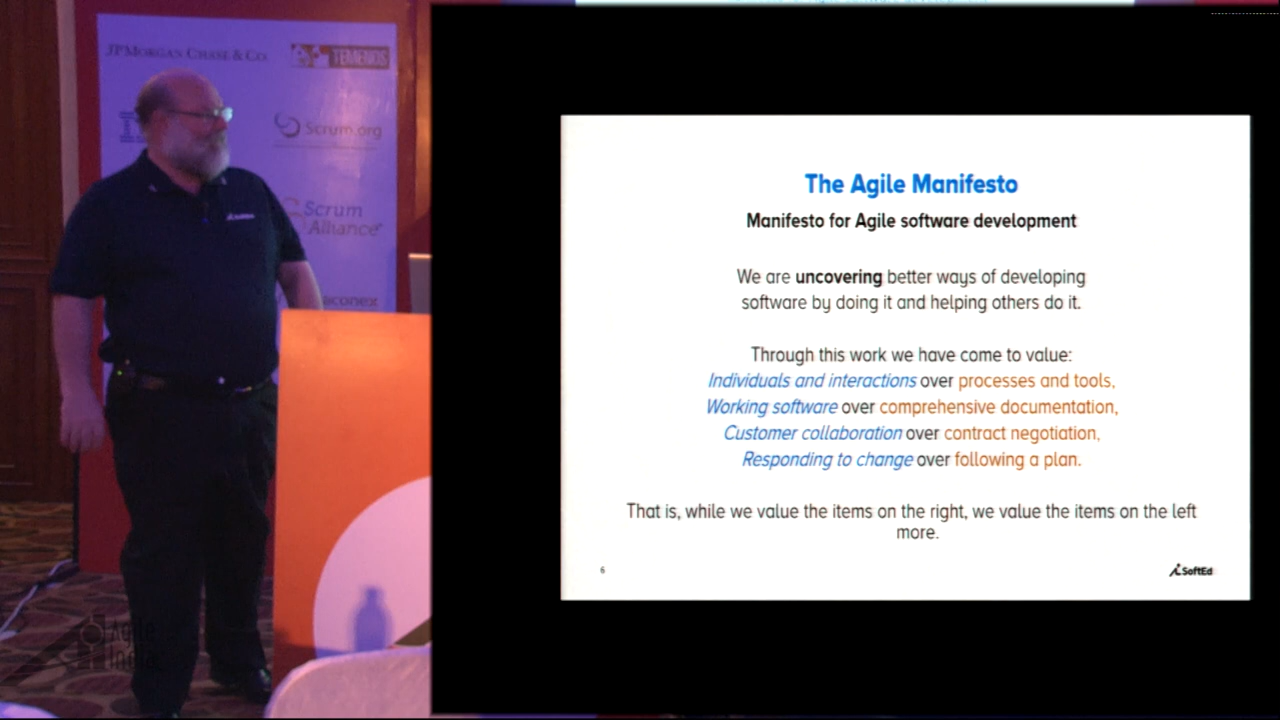 JPMORGAN CHASE & CO.
TEMENOS
Scrum.org
Scrum
Alliance
aconex
Agile
India
The Agile Manifesto
Manifesto for Agile software development
We are uncovering better ways of developing
software by doing it and helping others do it.
Through this work we have come to value:
Individuals and interactions over processes and tools,
Working software over comprehensive documentation,
Customer collaboration over contract negotiation,
Responding to change over following a plan.
That is, while we value the items on the right, we value the items on the left
more.
6
SoftEd